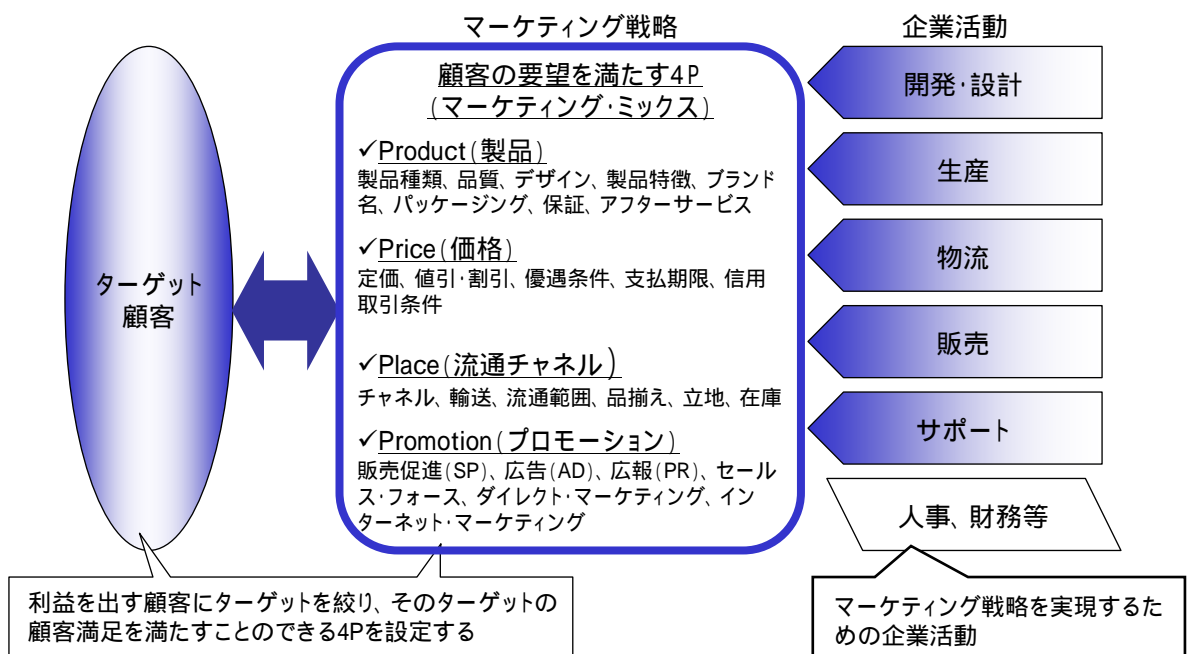 マーケティング戦略
顧客の要望を満たす4P
(マーケティング・ミックス)
✓Product(製品)
製品種類、品質、デザイン、製品特徴、ブランド
名、パッケージング、保証、アフターサービス
✓Price(価格)
定価、値引・割引、優遇条件、支払期限、信用
取引条件
✓Place(流通チャネル)
チャネル、輸送、流通範囲、品揃え、立地、在庫
✓Promotion(プロモーション)
販売促進(SP)、広告(AD)、広報(PR)、セール
ス・フォース、ダイレクト・マーケティング、イン
ターネット・マーケティング
ターゲット
顧客
企業活動
開発・設計
生産
物流
販売
サポート
人事、財務等
利益を出す顧客にターゲットを絞り、そのターゲットの
顧客満足を満たすことのできる4Pを設定する
マーケティング戦略を実現するた
めの企業活動